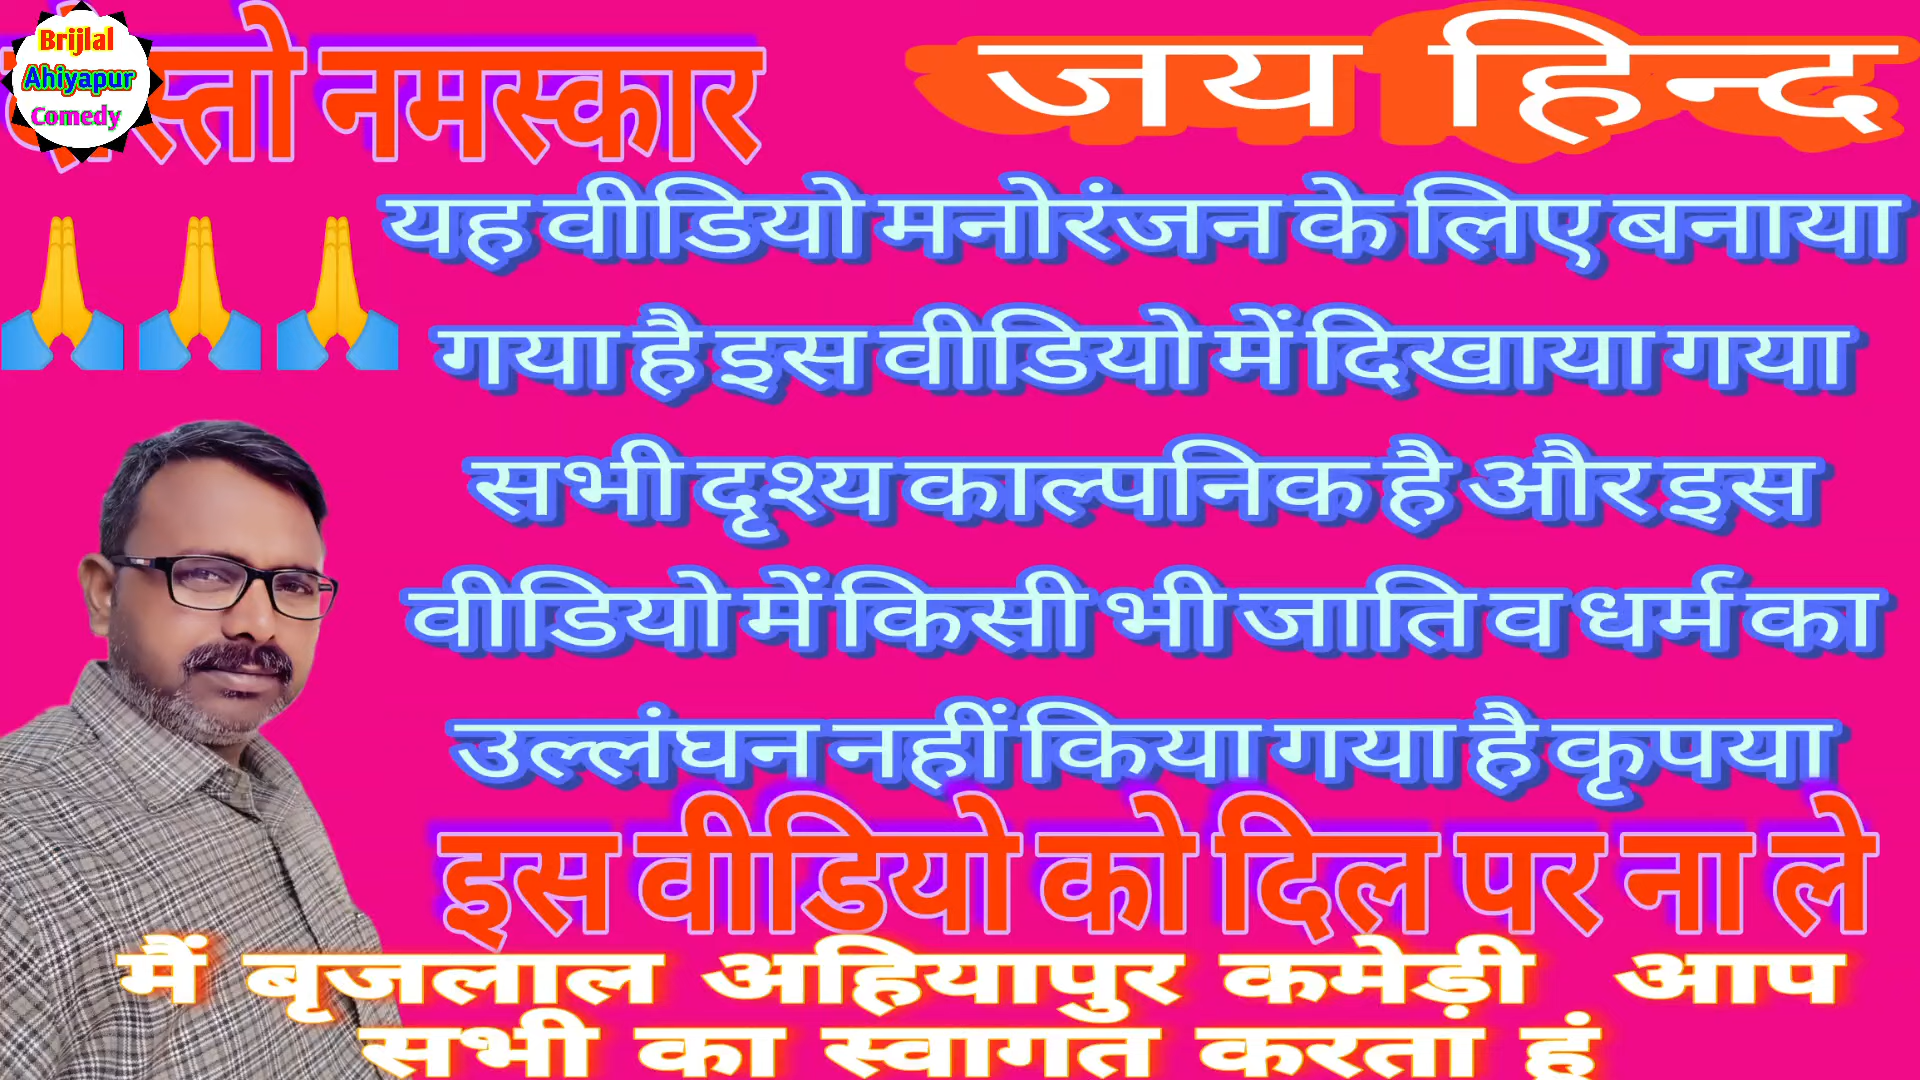 Brijlal
Ahiyapur
Comedy
दोस्तो नमस्कार
जय हिन्द
यह वीडियो मनोरंजन के लिए बनाया
गया है इस वीडियो में दिखाया गया
सभी दृश्य काल्पनिक है और इस
वीडियो में किसी भी जाति व धर्म का
उल्लंघन नहीं किया गया है कृपया
इस वीडियो को दिल पर ना ले
मैं बृजलाल अहियापुर कमेड़ी आप
सभी का स्वागत करता हूं